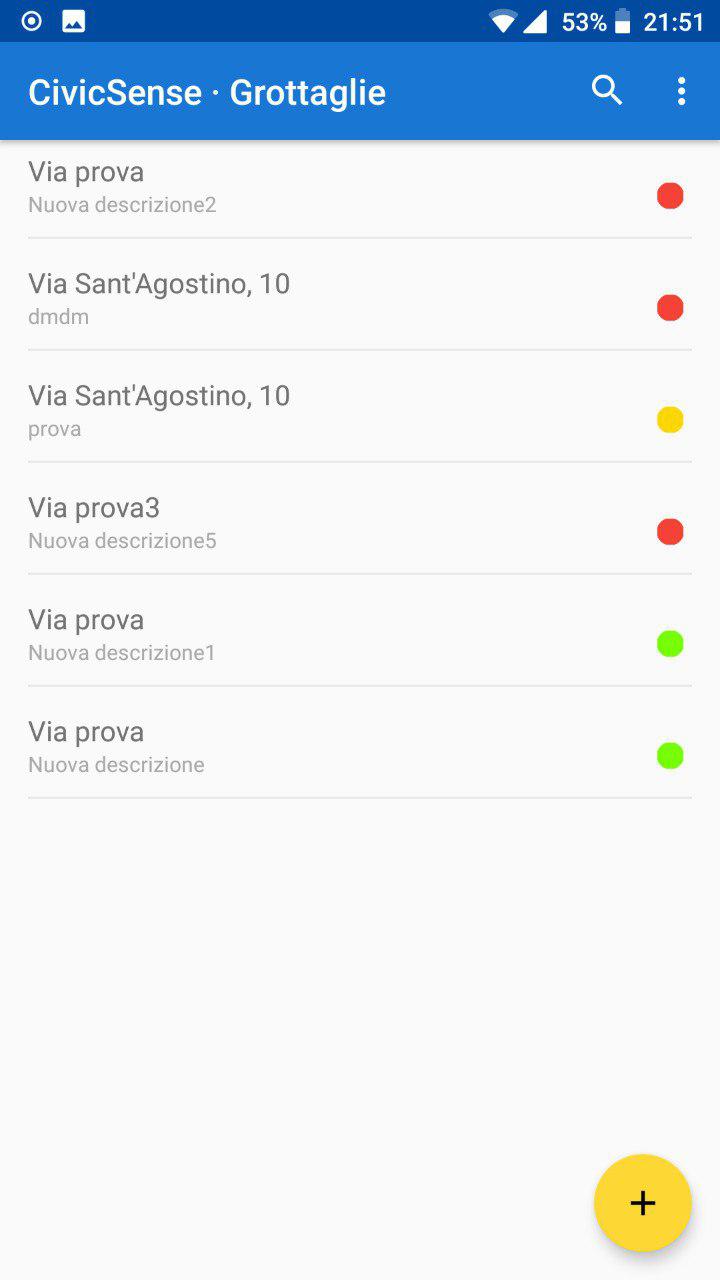 53% 21:51
CivicSense · Grottaglie
Via prova
Nuova descrizione2
Via Sant'Agostino, 10
dmdm
Via Sant'Agostino, 10
prova
Via prova3
Nuova descrizione5
Via prova
Nuova descrizione1
Via prova
Nuova descrizione
+